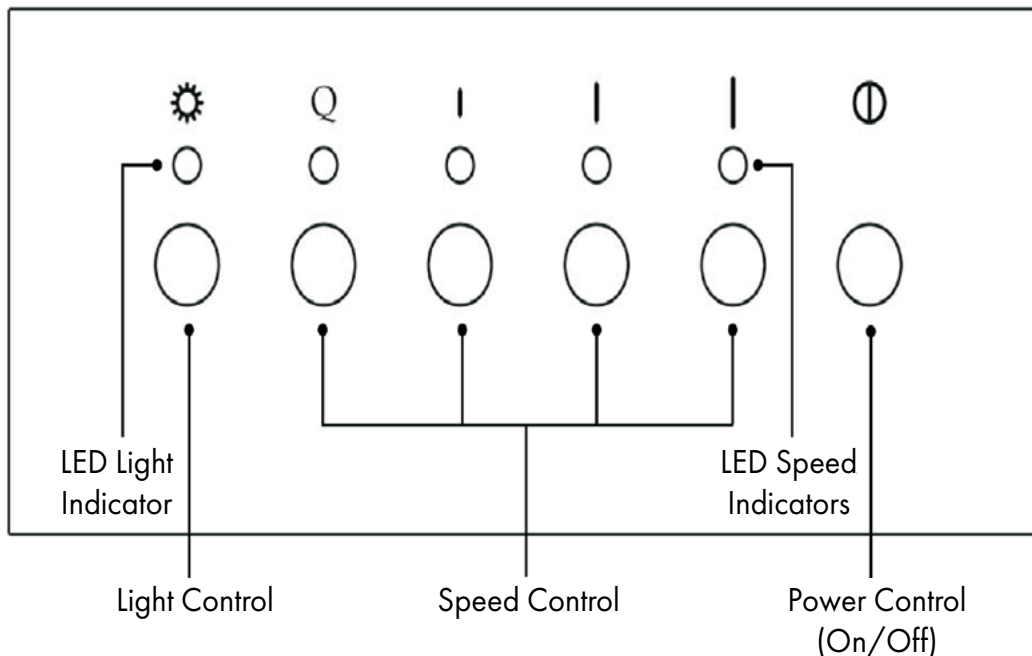 Q
LED Light
Indicator
LED Speed
Indicators
Light Control
Speed Control
Power Control
(On/Off)